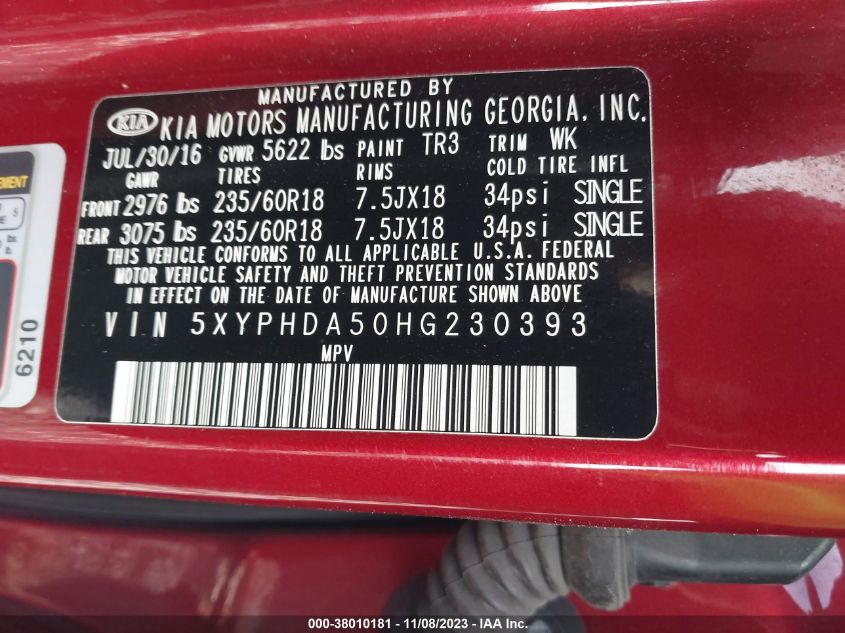 MANUFACTURED BY
KIA KIA MOTORS MANUFACTURING GEORGIA, INC.
JUL/30/16 GVWR 5622 lbs PAINT TR3 TRIM WK
GAWR TIRES RIMS COLD TIRE INFL
FRONT 2976 lbs 235/60R18 7.5JX18 34psi SINGLE
REAR 3075 lbs 235/60R18 7.5JX18 34psi SINGLE
THIS VEHICLE CONFORMS TO ALL APPLICABLE U.S.A. FEDERAL
MOTOR VEHICLE SAFETY AND THEFT PREVENTION STANDARDS
IN EFFECT ON THE DATE OF MANUFACTURE SHOWN ABOVE
VIN 5XYPHDA50HG230393
MPV
6210
000-38010181 - 11/08/2023 - IAA Inc.